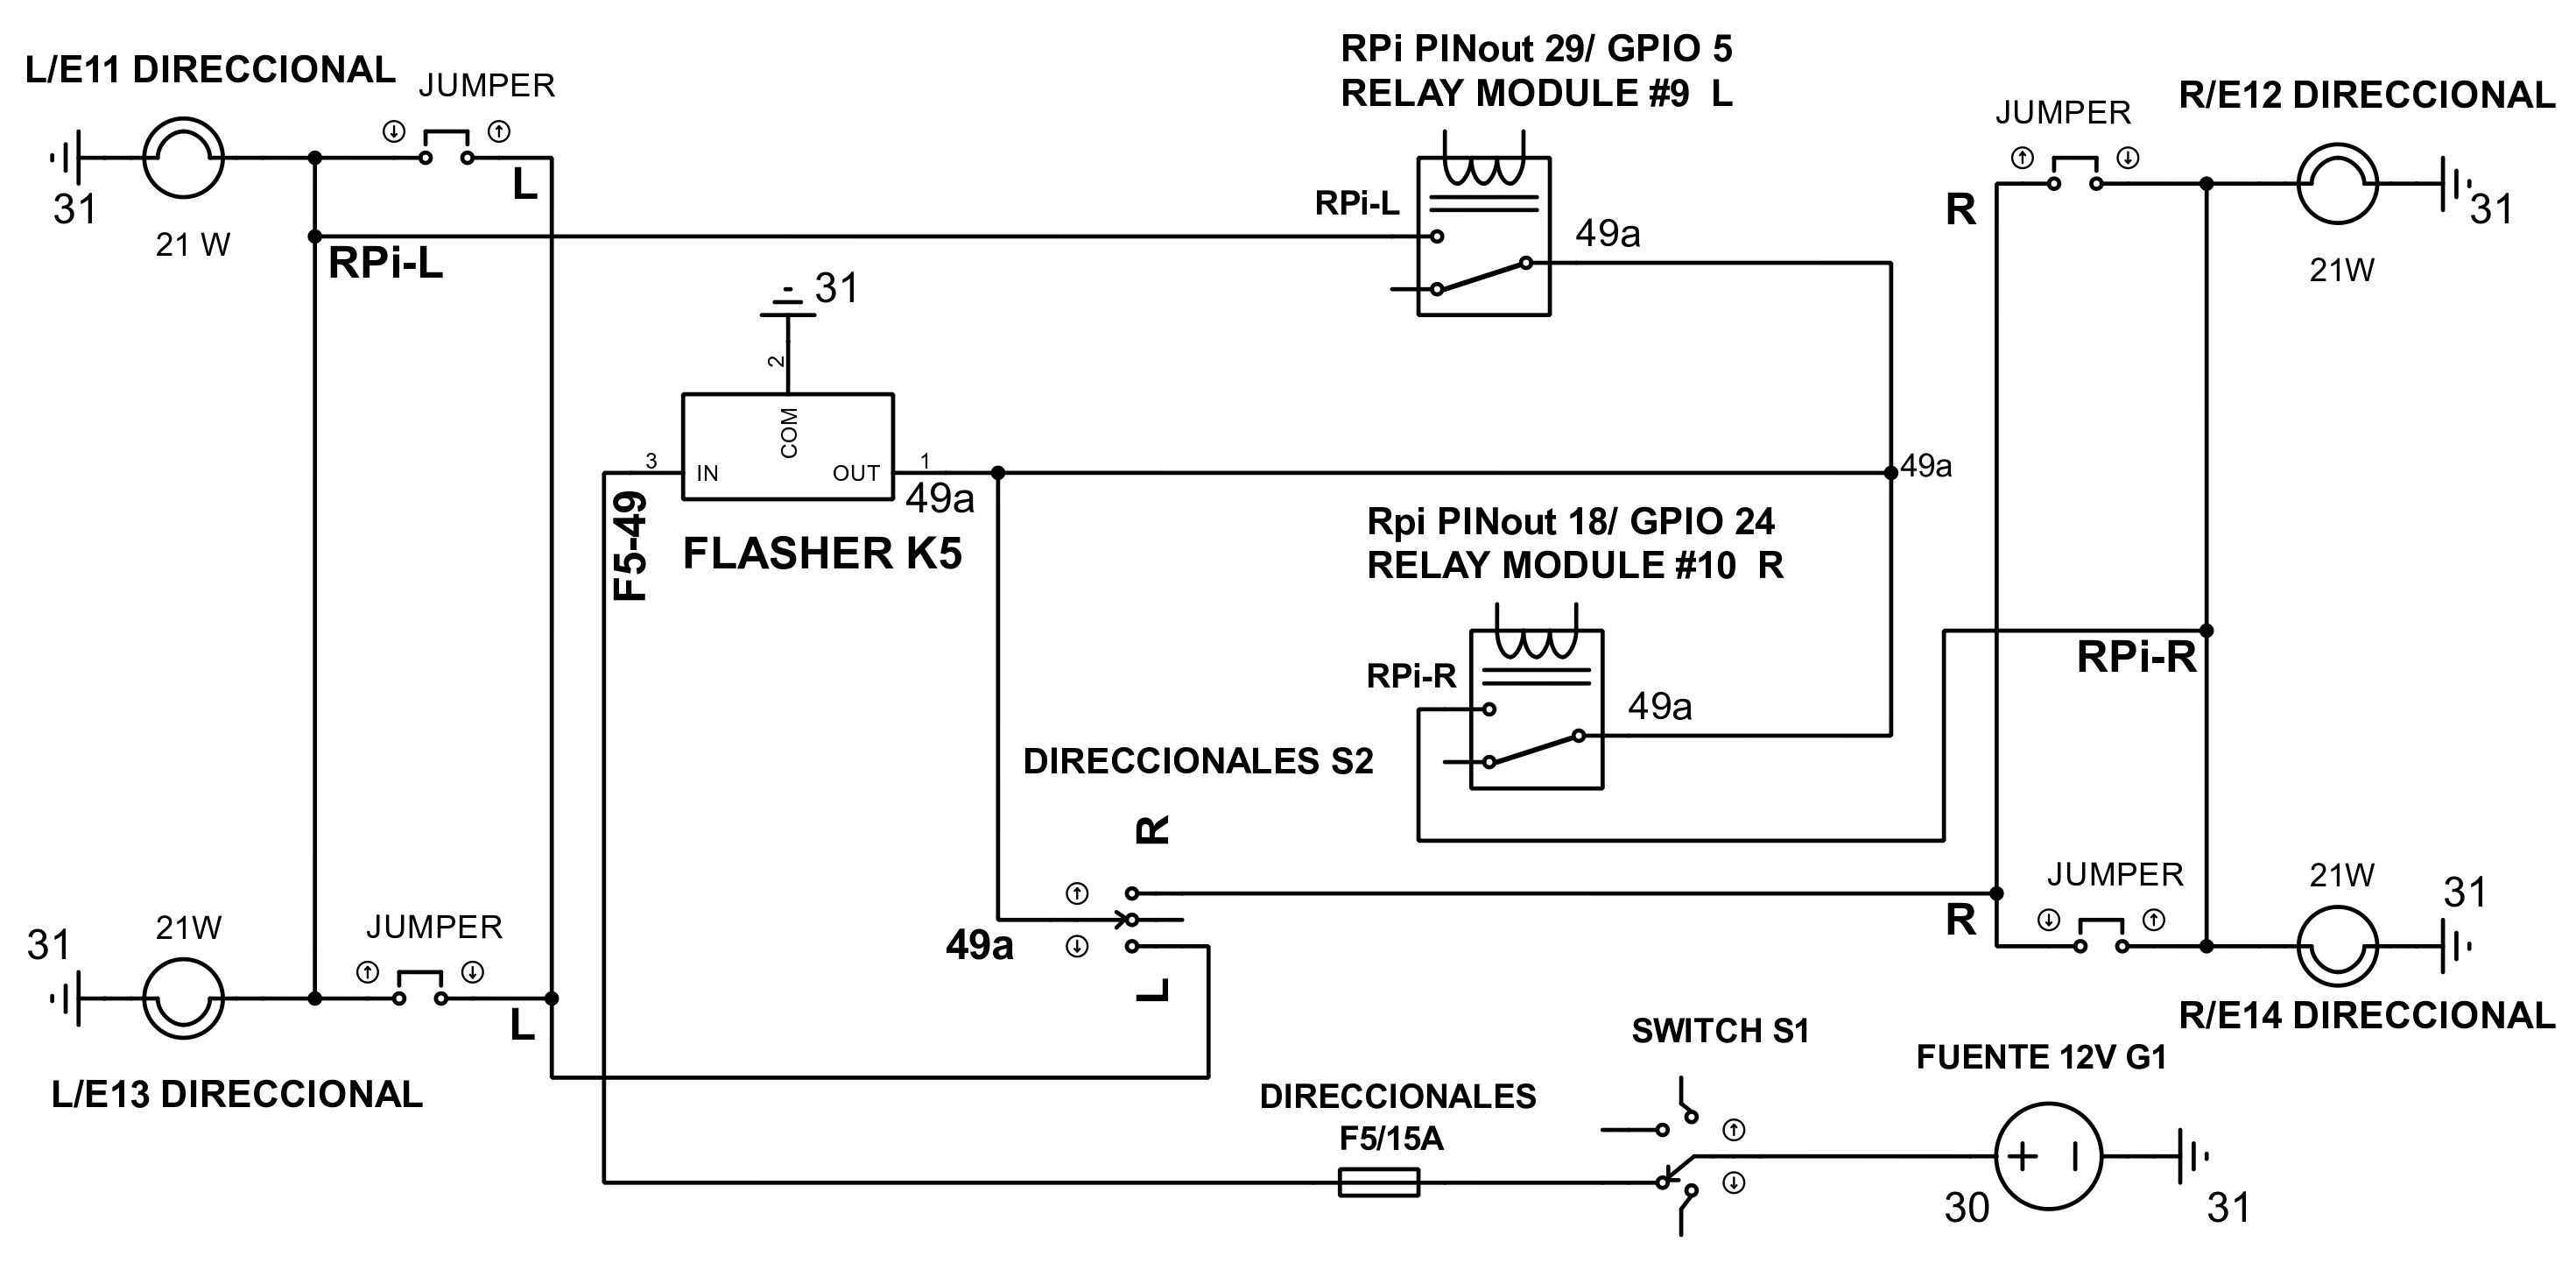 RPi PINout 29/ GPIO 5
RELAY MODULE #9  L
L/E11 DIRECCIONAL
JUMPER
JUMPER
R/E12 DIRECCIONAL
L
31
21 W
RPi-L
RPi-L
49a
R
31
21W
31
2
COM
3
IN
OUT
1
49a
49a
F5-49
FLASHER K5
Rpi PINout 18/ GPIO 24
RELAY MODULE #10  R
RPi-R
RPi-R
49a
DIRECCIONALES S2
R
49a
L
R
JUMPER
21W
31
R/E14 DIRECCIONAL
31
21W
JUMPER
L
L/E13 DIRECCIONAL
SWITCH S1
FUENTE 12V G1
DIRECCIONALES
F5/15A
30
31